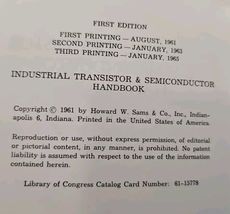 FIRST EDITION
FIRST PRINTING — AUGUST, 1961
SECOND PRINTING — JANUARY, 1963
THIRD PRINTING — JANUARY, 1965
INDUSTRIAL TRANSISTOR & SEMICONDUCTOR
HANDBOOK
Copyright © 1961 by Howard W. Sams & Co., Inc., Indian-
apolis 6, Indiana. Printed in the United States of America.
Reproduction or use, without express permission, of editorial
or pictorial content, in any manner, is prohibited. No patent
liability is assumed with respect to the use of the information
contained herein.
Library of Congress Catalog Card Number: 61-15778